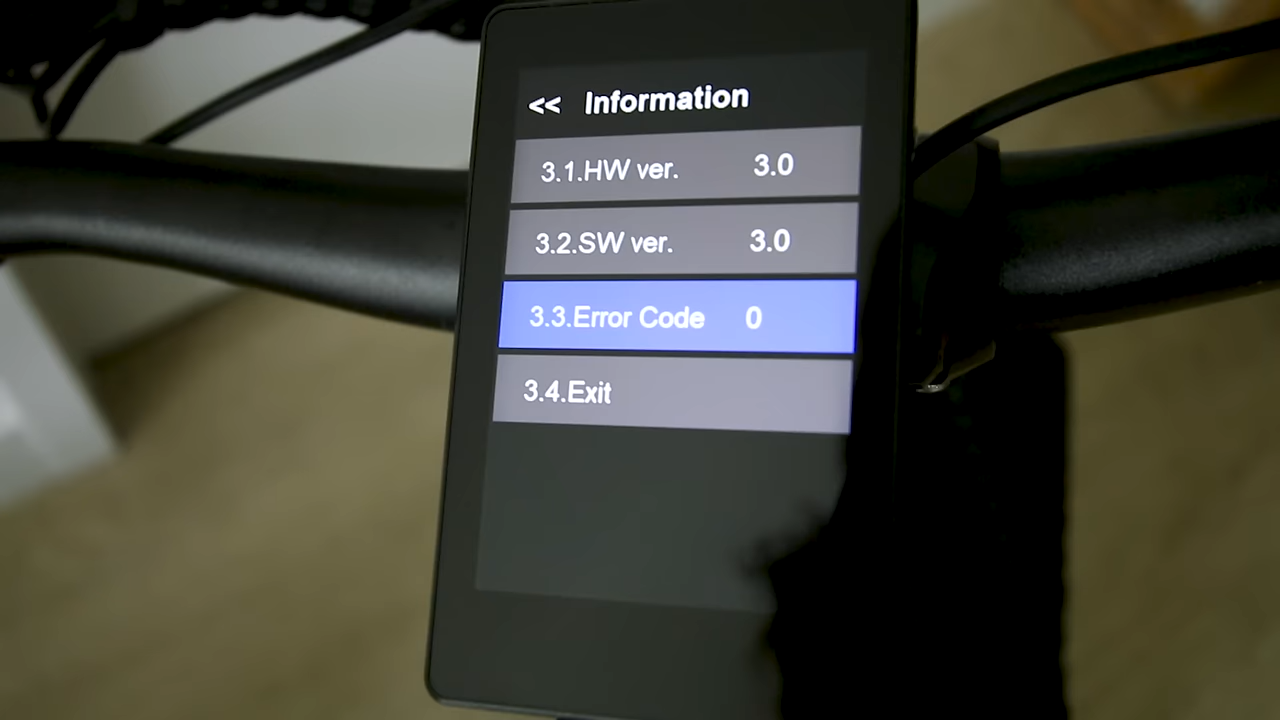 << Information
3.1.HW ver. 3.0
3.2.SW ver. 3.0
3.3.Error Code 0
3.4.Exit